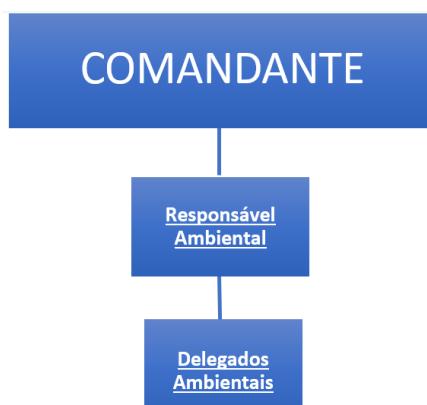 COMANDANTE
Responsável
Ambiental
Delegados
Ambientais